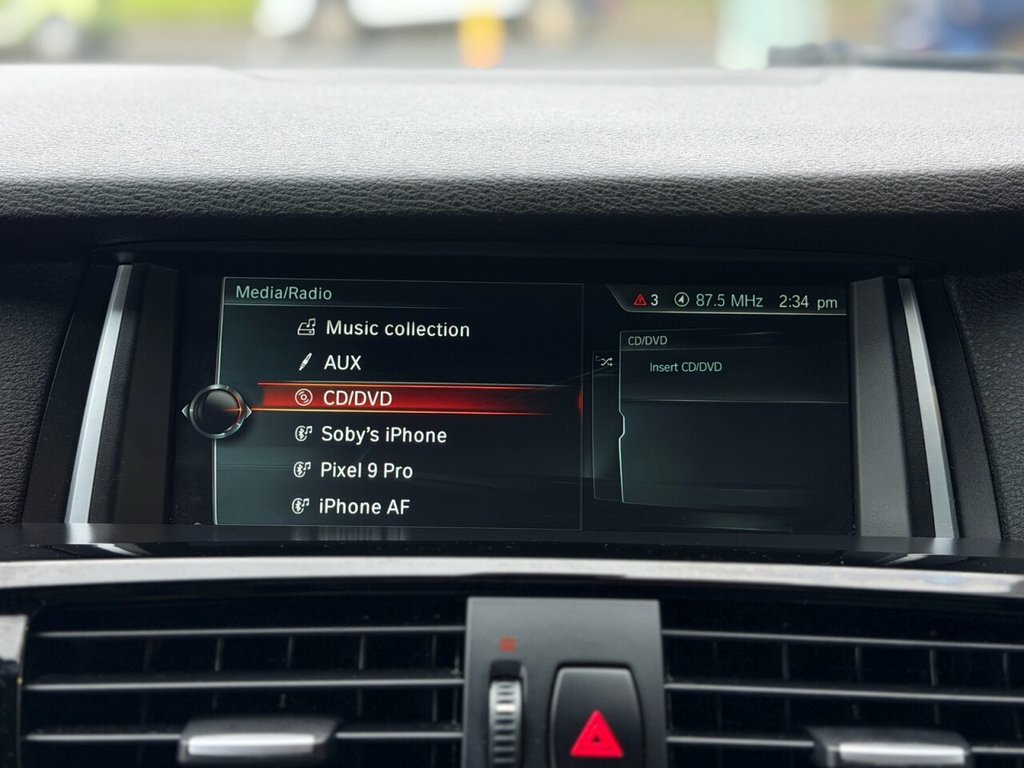 Media/Radio
3 87.5 MHz 2:34 pm
Music collection
AUX
CD/DVD
Soby's iPhone
Pixel 9 Pro
iPhone AF
CD/DVD
Insert CD/DVD